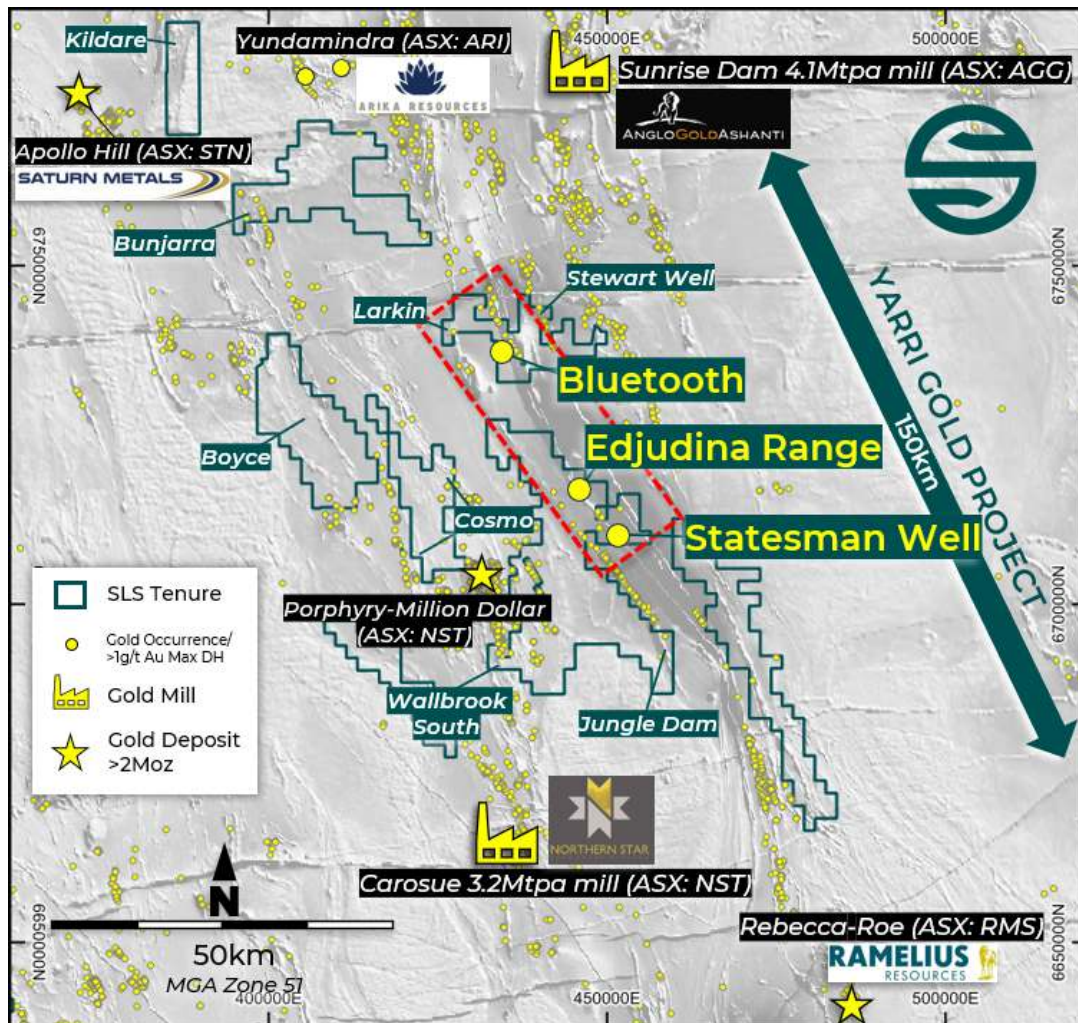 Kildare
Yundamindra (ASX: ARI)
ARIKA RESOURCES
450000E
500000E
Sunrise Dam 4.1Mtpa mill (ASX: AGG)
ANGLOGOLDASHANTI
Apollo Hill (ASX: STN)
SATURN METALS
Bunjarra
6750000N
6750000N
Stewart Well
Larkin
Bluetooth
YARRI GOLD PROJECT
150km
Boyce
Edjudina Range
Cosmo
Statesman Well
SLS Tenure
Gold Occurrence/
>1g/t Au Max DH
Gold Mill
Gold Deposit
>2Moz
Porphyry-Million Dollar
(ASX: NST)
6700000N
Wallbrook
South
Jungle Dam
NORTHERN STAR
Carosue 3.2Mtpa mill (ASX: NST)
N
50km
MGA Zone 51
6650000N
Rebecca-Roe (ASX: RMS)
RAMELIUS
RESOURCES
6650000N
400000E
450000E
500000E